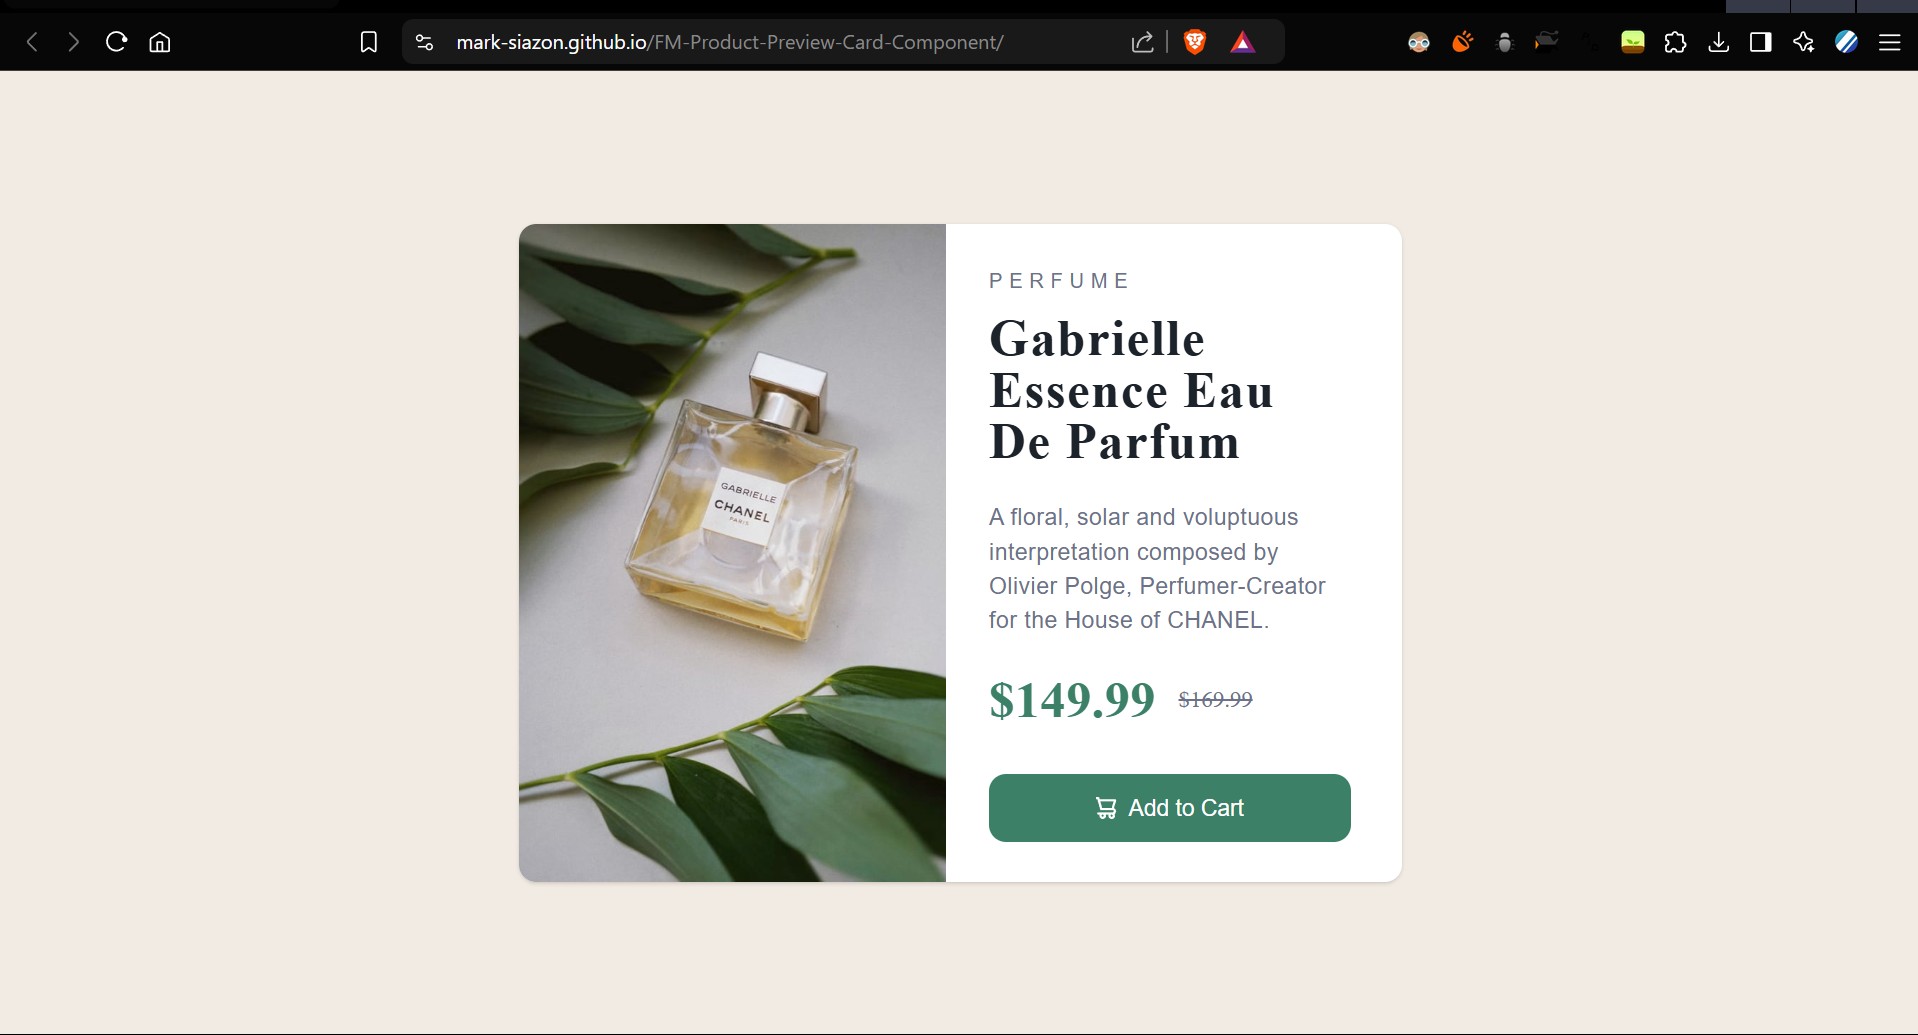 mark-siazon.github.io/FM-Product-Preview-Card-Component/
GABRIELLE
CHANEL
PARIS
PERFUME
Gabrielle
Essence Eau
De Parfum
A floral, solar and voluptuous
interpretation composed by
Olivier Polge, Perfumer-Creator
for the House of CHANEL.
$149.99 $169.99
Add to Cart